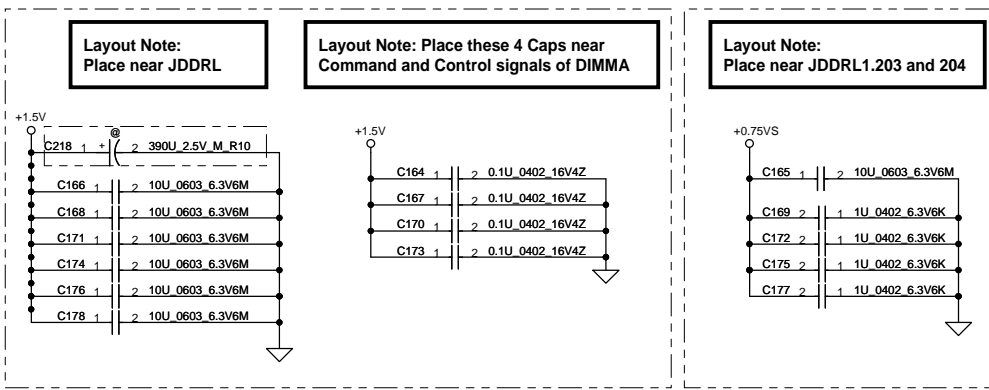 Layout Note:
Place near JDDRL
Layout Note: Place these 4 Caps near
Command and Control signals of DIMMA
Layout Note:
Place near JDDRL1.203 and 204
+1.5V
@
C218 1 + 2 390U_2.5V_M_R10
C166 1 2 10U_0603_6.3V6M
C168 1 2 10U_0603_6.3V6M
C171 1 2 10U_0603_6.3V6M
C174 1 2 10U_0603_6.3V6M
C176 1 2 10U_0603_6.3V6M
C178 1 2 10U_0603_6.3V6M
+1.5V
C164 1 2 0.1U_0402_16V4Z
C167 1 2 0.1U_0402_16V4Z
C170 1 2 0.1U_0402_16V4Z
C173 1 2 0.1U_0402_16V4Z
+0.75VS
C165 1 2 10U_0603_6.3V6M
C169 2 1 1U_0402_6.3V6K
C172 2 1 1U_0402_6.3V6K
C175 2 1 1U_0402_6.3V6K
C177 2 1 1U_0402_6.3V6K